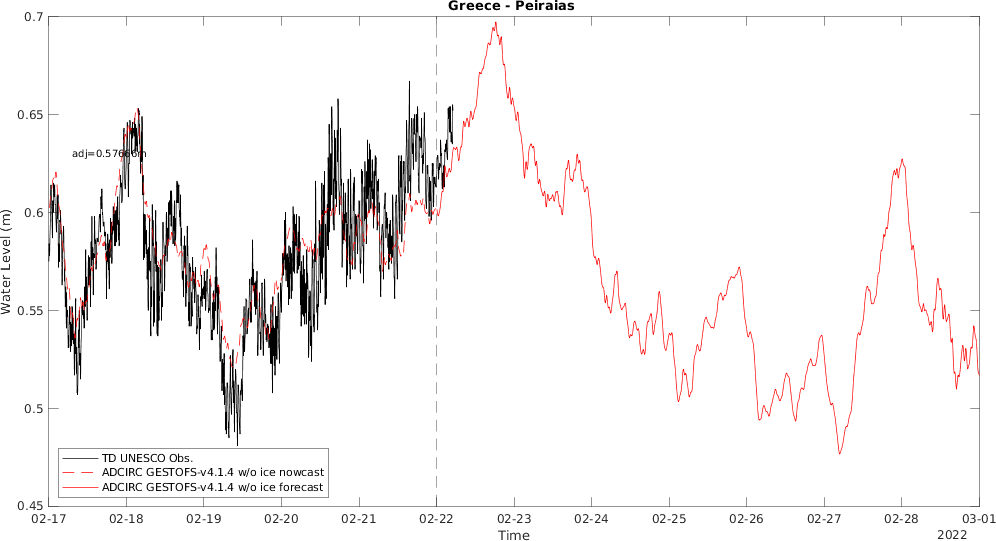 Greece - Peiraias
0.7
0.65
0.6
0.55
0.5
0.45
Water Level (m)
adj=0.57666m
TD UNESCO Obs.
ADCIRC GESTOFS-v4.1.4 w/o ice nowcast
ADCIRC GESTOFS-v4.1.4 w/o ice forecast
02-17 02-18 02-19 02-20 02-21 02-22 02-23 02-24 02-25 02-26 02-27 02-28 03-01
Time
2022